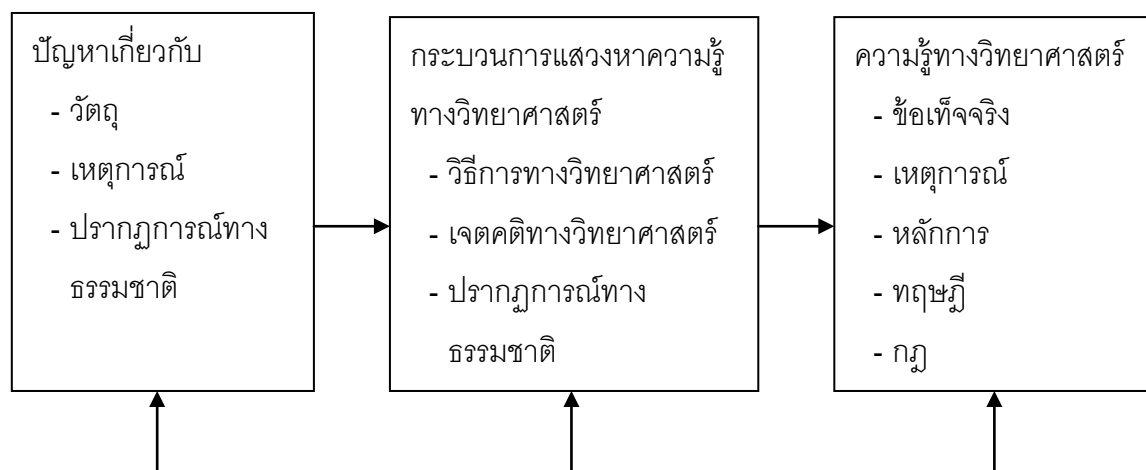 ปัญหาเกี่ยวกับ
- วัตถุ
- เหตุการณ์
- ปรากฏการณ์ทาง
ธรรมชาติ
กระบวนการแสวงหาความรู้
ทางวิทยาศาสตร์
- วิธีการทางวิทยาศาสตร์
- เจตคติทางวิทยาศาสตร์
- ปรากฏการณ์ทาง
ธรรมชาติ
ความรู้ทางวิทยาศาสตร์
- ข้อเท็จจริง
- เหตุการณ์
- หลักการ
- ทฤษฎี
- กฎ